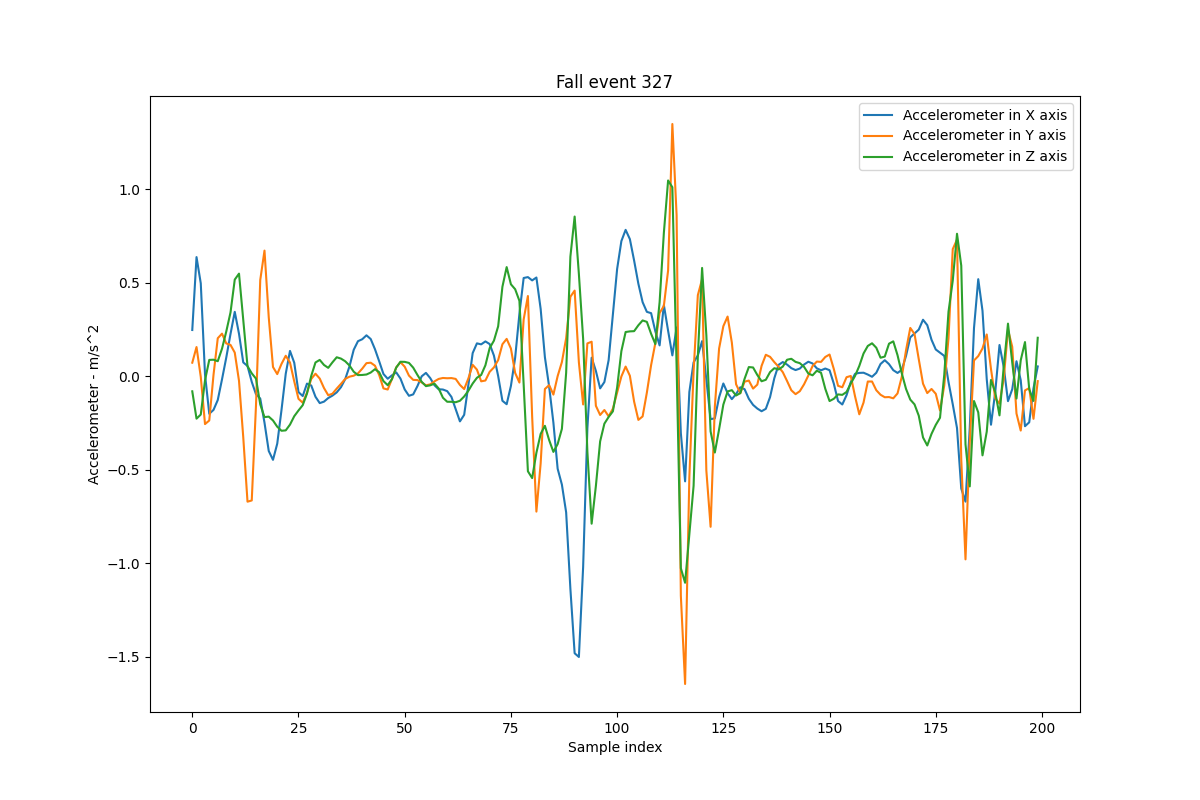 Fall event 327
Accelerometer in X axis
Accelerometer in Y axis
Accelerometer in Z axis
Accelerometer - m/s^2
1.0
0.5
0.0
−0.5
−1.0
−1.5
0 25 50 75 100 125 150 175 200
Sample index